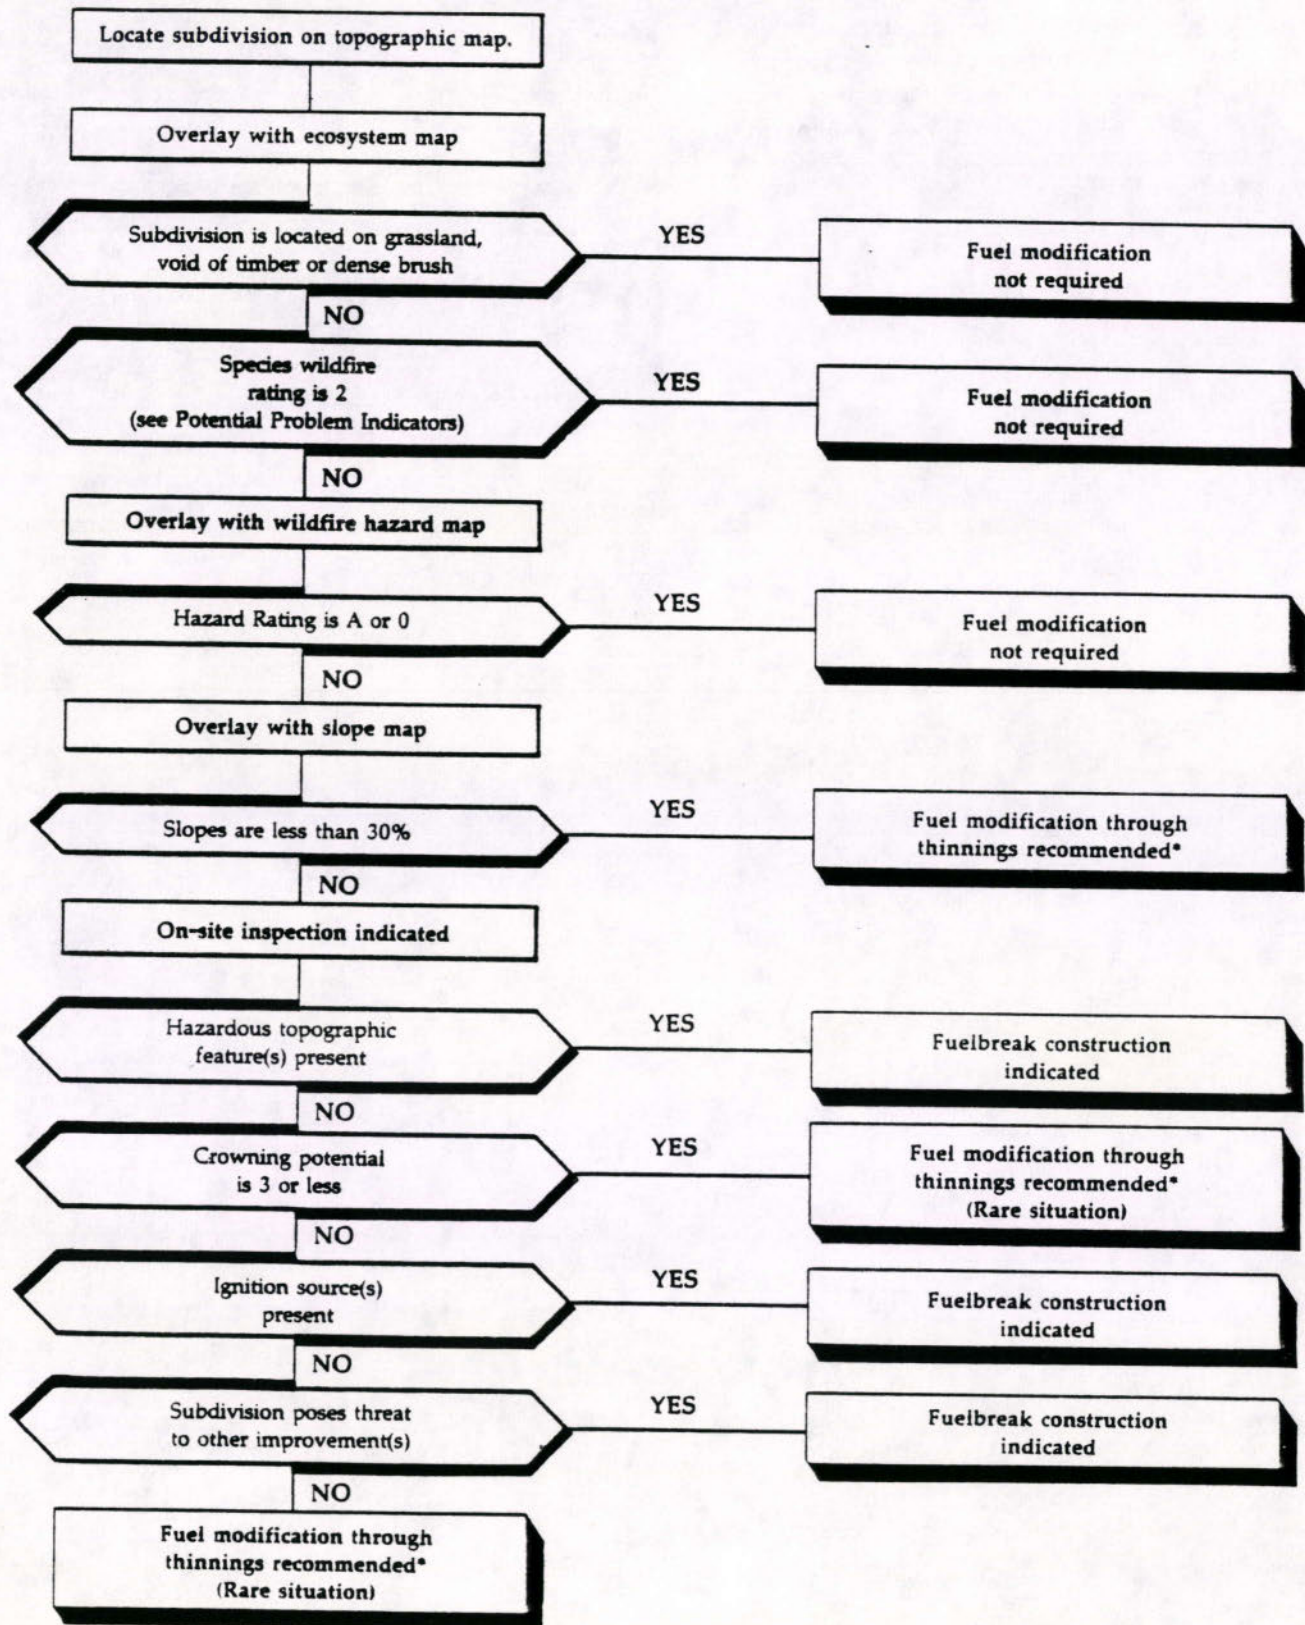 Locate subdivision on topographic map.
Overlay with ecosystem map
Subdivision is located on grassland,
void of timber or dense brush
YES
Fuel modification
not required
NO
Species wildfire
rating is 2
(see Potential Problem Indicators)
YES
Fuel modification
not required
NO
Overlay with wildfire hazard map
Hazard Rating is A or 0
YES
Fuel modification
not required
NO
Overlay with slope map
Slopes are less than 30%
YES
Fuel modification through
thinnings recommended*
NO
On-site inspection indicated
Hazardous topographic
feature(s) present
YES
Fuelbreak construction
indicated
NO
Crowning potential
is 3 or less
YES
Fuel modification through
thinnings recommended*
(Rare situation)
NO
Ignition source(s)
present
YES
Fuelbreak construction
indicated
NO
Subdivision poses threat
to other improvement(s)
YES
Fuelbreak construction
indicated
NO
Fuel modification through
thinnings recommended*
(Rare situation)